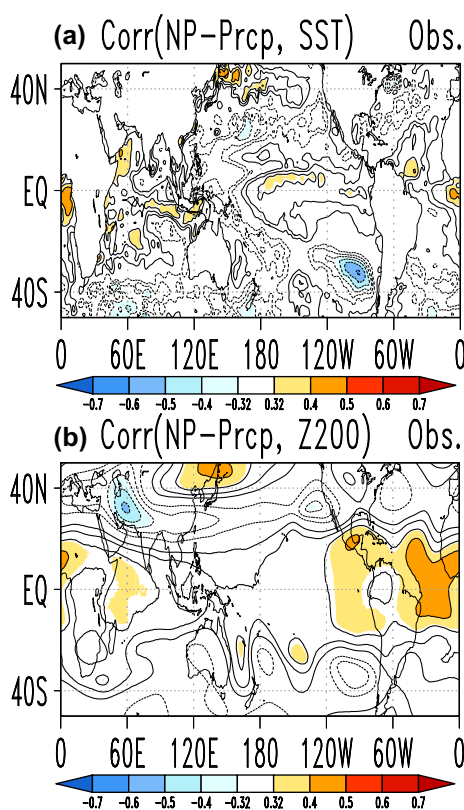 (a) Corr(NP-Prcp, SST) Obs.
40N
EQ
40S
0 60E 120E 180 120W 60W 0
-0.7 -0.6 -0.5 -0.4 -0.32 0.32 0.4 0.5 0.6 0.7
(b) Corr(NP-Prcp, Z200) Obs.
40N
EQ
40S
0 60E 120E 180 120W 60W 0
-0.7 -0.6 -0.5 -0.4 -0.32 0.32 0.4 0.5 0.6 0.7